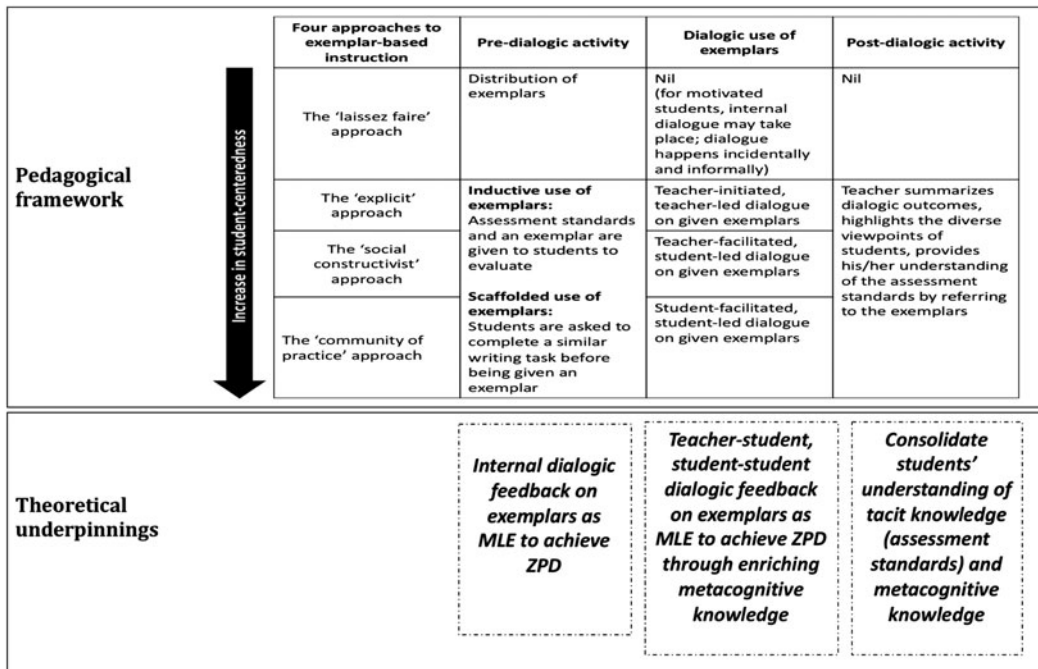 Four approaches to
exemplar-based
instruction
Pre-dialogic activity
Dialogic use of
exemplars
Post-dialogic activity
Pedagogical
framework
Increase in student-centeredness
The ‘laissez faire’
approach
Distribution of
exemplars
Nil
(for motivated
students, internal
dialogue may take
place; dialogue
happens incidentally
and informally)
Nil
The ‘explicit’
approach
The ‘social
constructivist’
approach
The ‘community of
practice’ approach
Inductive use of
exemplars:
Assessment standards
and an exemplar are
given to students to
evaluate
Scaffolded use of
exemplars:
Students are asked to
complete a similar
writing task before
being given an
exemplar
Teacher-initiated,
teacher-led dialogue
on given exemplars
Teacher-facilitated,
student-led dialogue
on given exemplars
Student-facilitated,
student-led dialogue
on given exemplars
Teacher summarizes
dialogic outcomes,
highlights the diverse
viewpoints of
students, provides
his/her understanding
of the assessment
standards by referring
to the exemplars
Theoretical
underpinnings
Internal dialogic
feedback on
exemplars as
MLE to achieve
ZPD
Teacher-student,
student-student
dialogic feedback
on exemplars as
MLE to achieve ZPD
through enriching
metacognitive
knowledge
Consolidate
students’
understanding of
tacit knowledge
(assessment
standards) and
metacognitive
knowledge